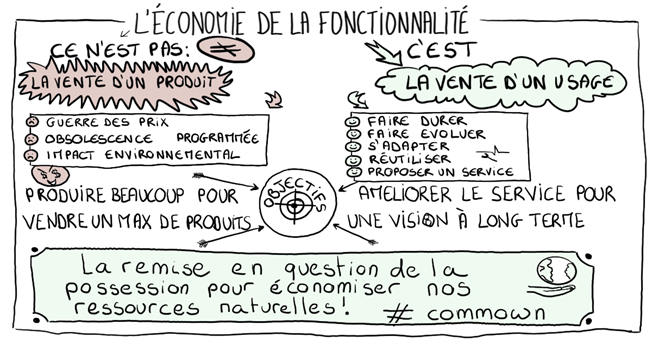 L'ÉCONOMIE DE LA FONCTIONNALITÉ
CE N'EST PAS: ≠
LA VENTE D'UN PRODUIT
GUERRE DES PRIX
OBSOLESCENCE PROGRAMMÉE
IMPACT ENVIRONNEMENTAL
PRODUIRE BEAUCOUP POUR
VENDRE UN MAX DE PRODUITS
C'EST
LA VENTE D'UN USAGE
FAIRE DURER
FAIRE EVOLUER
S'ADAPTER
RÉUTILISER
PROPOSER UN SERVICE
AMELIORER LE SERVICE POUR
UNE VISION À LONG TERME
OBJECTIFS
La remise en question de la
possession pour économiser nos
ressources naturelles! # commown